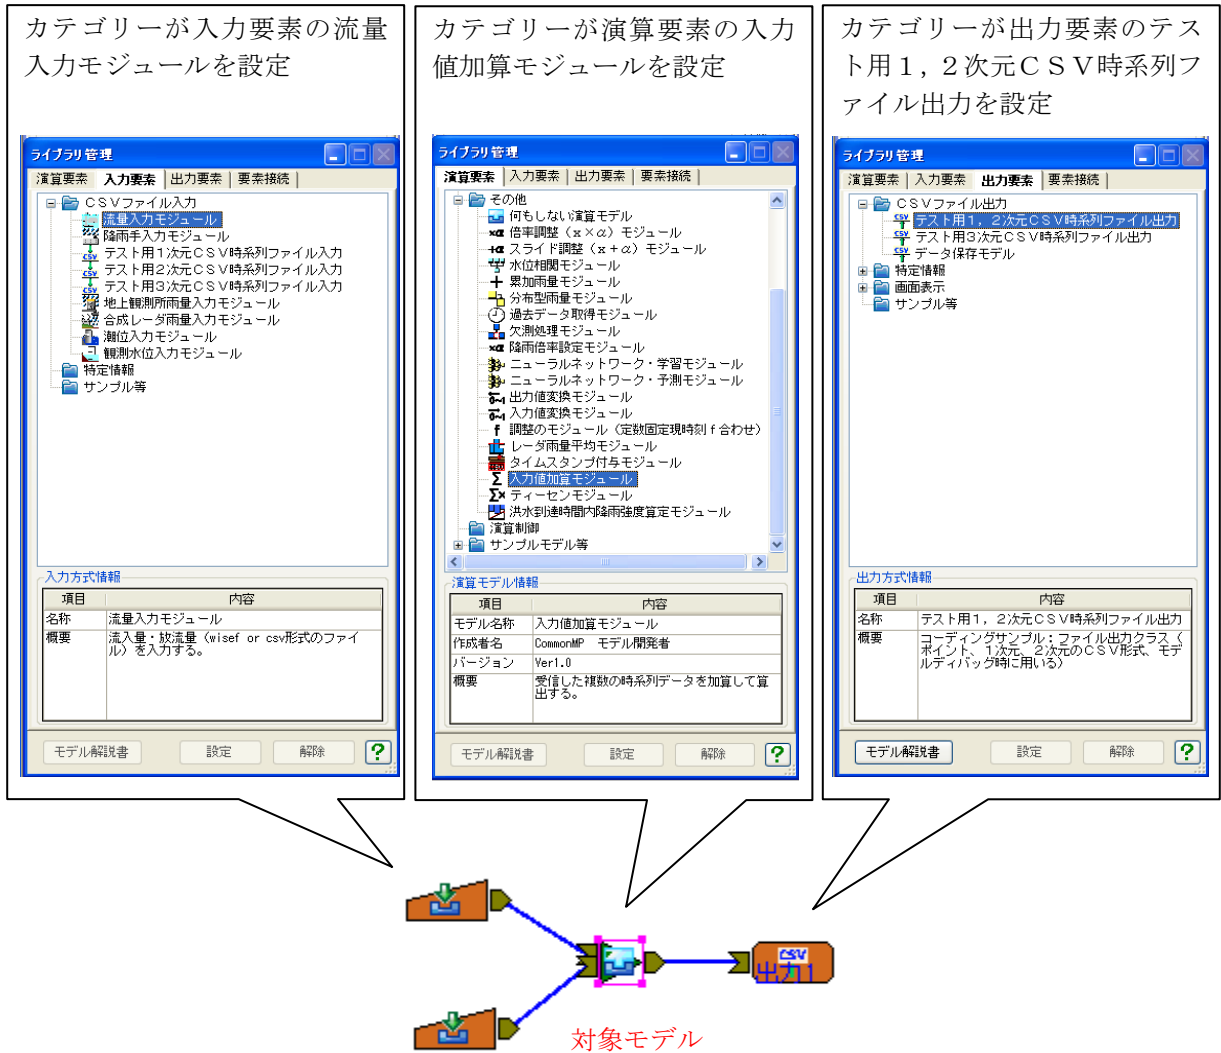 カテゴリーが入力要素の流量
入力モジュールを設定
ライブラリ管理
演算要素 入力要素 出力要素 要素接続
CSVファイル入力
流量入力モジュール
降雨手入力モジュール
テスト用1次元CSV時系列ファイル入力
テスト用2次元CSV時系列ファイル入力
テスト用3次元CSV時系列ファイル入力
地上観測所雨量入力モジュール
合成レーダ雨量入力モジュール
潮位入力モジュール
観測水位入力モジュール
特定情報
サンプル等
入力方式情報
項目 内容
名称 流量入力モジュール
概要 流入量・放流量（wisef or csv形式のファイ
ル）を入力する。
モデル解説書 設定 解除 ?
カテゴリーが演算要素の入力
値加算モジュールを設定
ライブラリ管理
演算要素 入力要素 出力要素 要素接続
その他
何もしない演算モデル
倍率調整（x×α）モジュール
スライド調整（x+α）モジュール
水位相関モジュール
累加雨量モジュール
分布型雨量モジュール
過去データ取得モジュール
欠測処理モジュール
降雨倍率設定モジュール
ニューラルネットワーク・学習モジュール
ニューラルネットワーク・予測モジュール
出力値変換モジュール
入力値変換モジュール
調整のモジュール（定数固定現時刻f合わせ）
レーダ雨量平均モジュール
タイムスタンプ付与モジュール
入力値加算モジュール
ティーセンモジュール
洪水到達時間内降雨強度算定モジュール
演算制御
サンプルモデル等
演算モデル情報
項目 内容
モデル名称 入力値加算モジュール
作成者名 CommonMP モデル開発者
バージョン Ver1.0
概要 受信した複数の時系列データを加算して算
出する。
モデル解説書 設定 解除 ?
カテゴリーが出力要素のテス
ト用1,2次元CSV時系列フ
ァイル出力を設定
ライブラリ管理
演算要素 入力要素 出力要素 要素接続
CSVファイル出力
テスト用1，2次元CSV時系列ファイル出力
テスト用3次元CSV時系列ファイル出力
データ保存モデル
特定情報
画面表示
サンプル等
出力方式情報
項目 内容
名称 テスト用1，2次元CSV時系列ファイル出力
概要 コーディングサンプル：ファイル出力クラス（
ポイント、1次元、2次元のCSV形式、モデ
ルディバッグ時に用いる）
モデル解説書 設定 解除 ?
CSV
出力1
対象モデル